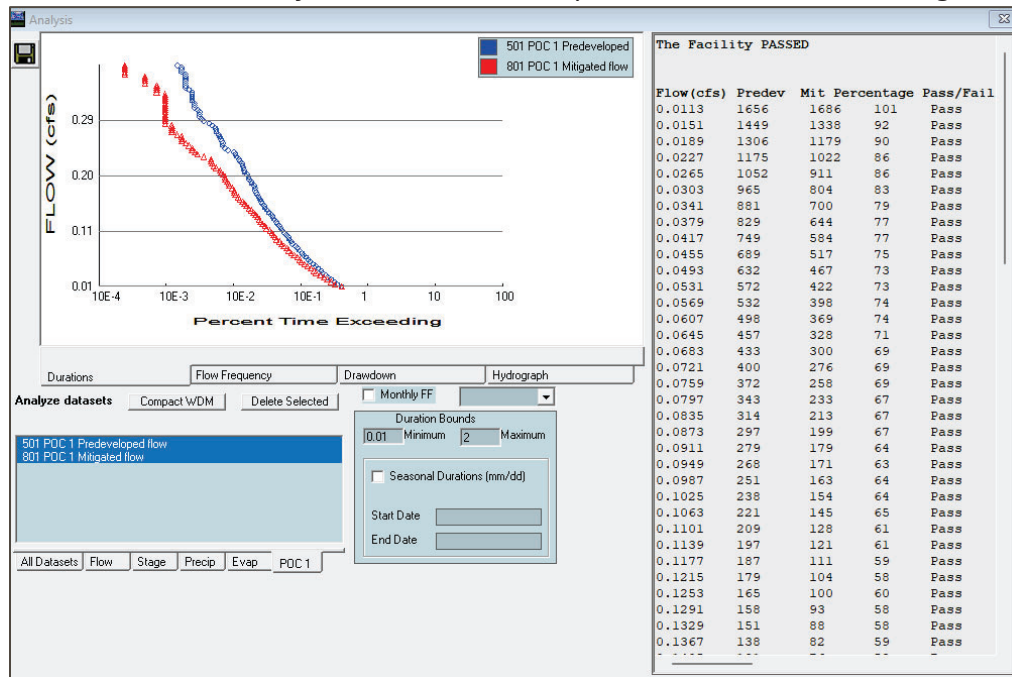 Analysis
501 POC 1 Predeveloped
801 POC 1 Mitigated flow
FLOW (cfs)
0.29
0.20
0.11
0.01
10E-4 10E-3 10E-2 10E-1 1 10 100
Percent Time Exceeding
Durations Flow Frequency Drawdown Hydrograph
Analyze datasets Compact WDM Delete Selected Monthly FF
501 POC 1 Predeveloped flow
801 POC 1 Mitigated flow
Duration Bounds
0.01 Minimum 2 Maximum
Seasonal Durations (mm/dd)
Start Date
End Date
All Datasets Flow Stage Precip Evap POC 1
The Facility PASSED
Flow(cfs) Predev Mit Percentage Pass/Fail
0.0113 1656 1686 101 Pass
0.0151 1449 1338 92 Pass
0.0189 1306 1179 90 Pass
0.0227 1175 1022 86 Pass
0.0265 1052 911 86 Pass
0.0303 965 804 83 Pass
0.0341 881 700 79 Pass
0.0379 829 644 77 Pass
0.0417 749 584 77 Pass
0.0455 689 517 75 Pass
0.0493 632 467 73 Pass
0.0531 572 422 73 Pass
0.0569 532 398 74 Pass
0.0607 498 369 74 Pass
0.0645 457 328 71 Pass
0.0683 433 300 69 Pass
0.0721 400 276 69 Pass
0.0759 372 258 69 Pass
0.0797 343 233 67 Pass
0.0835 314 213 67 Pass
0.0873 297 199 67 Pass
0.0911 279 179 64 Pass
0.0949 268 171 63 Pass
0.0987 251 163 64 Pass
0.1025 238 154 64 Pass
0.1063 221 145 65 Pass
0.1101 209 128 61 Pass
0.1139 197 121 61 Pass
0.1177 187 111 59 Pass
0.1215 179 104 58 Pass
0.1253 165 100 60 Pass
0.1291 158 93 58 Pass
0.1329 151 88 58 Pass
0.1367 138 82 59 Pass